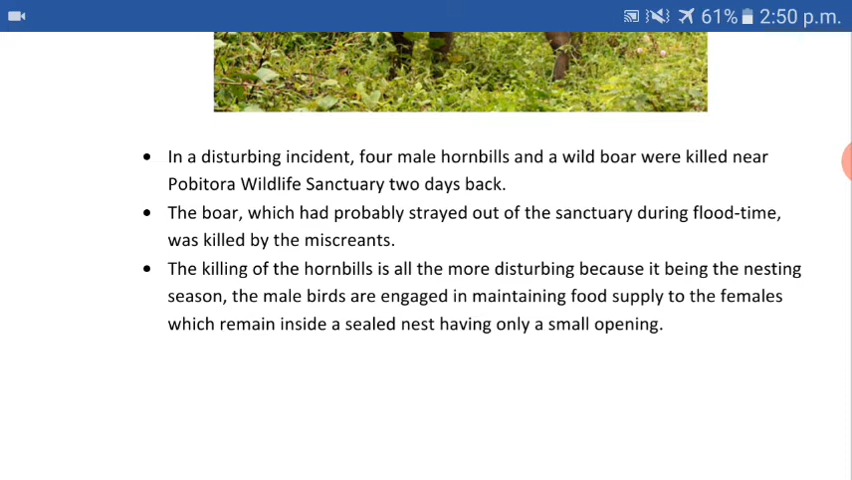 61% 2:50 p.m.
• In a disturbing incident, four male hornbills and a wild boar were killed near
Pobitora Wildlife Sanctuary two days back.
• The boar, which had probably strayed out of the sanctuary during flood-time,
was killed by the miscreants.
• The killing of the hornbills is all the more disturbing because it being the nesting
season, the male birds are engaged in maintaining food supply to the females
which remain inside a sealed nest having only a small opening.